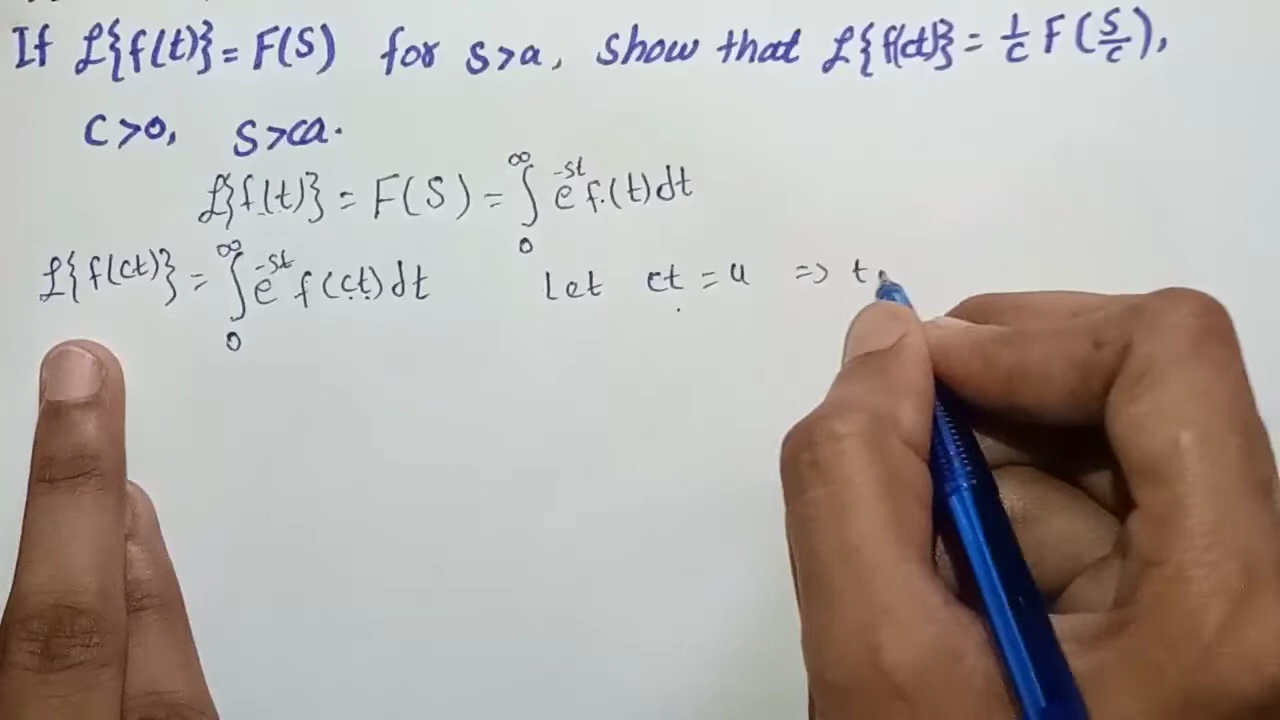 If ℒ{f(t)} = F(S) for s>a, show that ℒ{f(ct)} = 1/c F(S/c),
C>0, S>ca.
ℒ{f(t)} = F(S) = ∫₀^∞ e^{-st} f(t)dt
ℒ{f(ct)} = ∫₀^∞ e^{-st} f(ct)dt Let ct = u ⇒ t